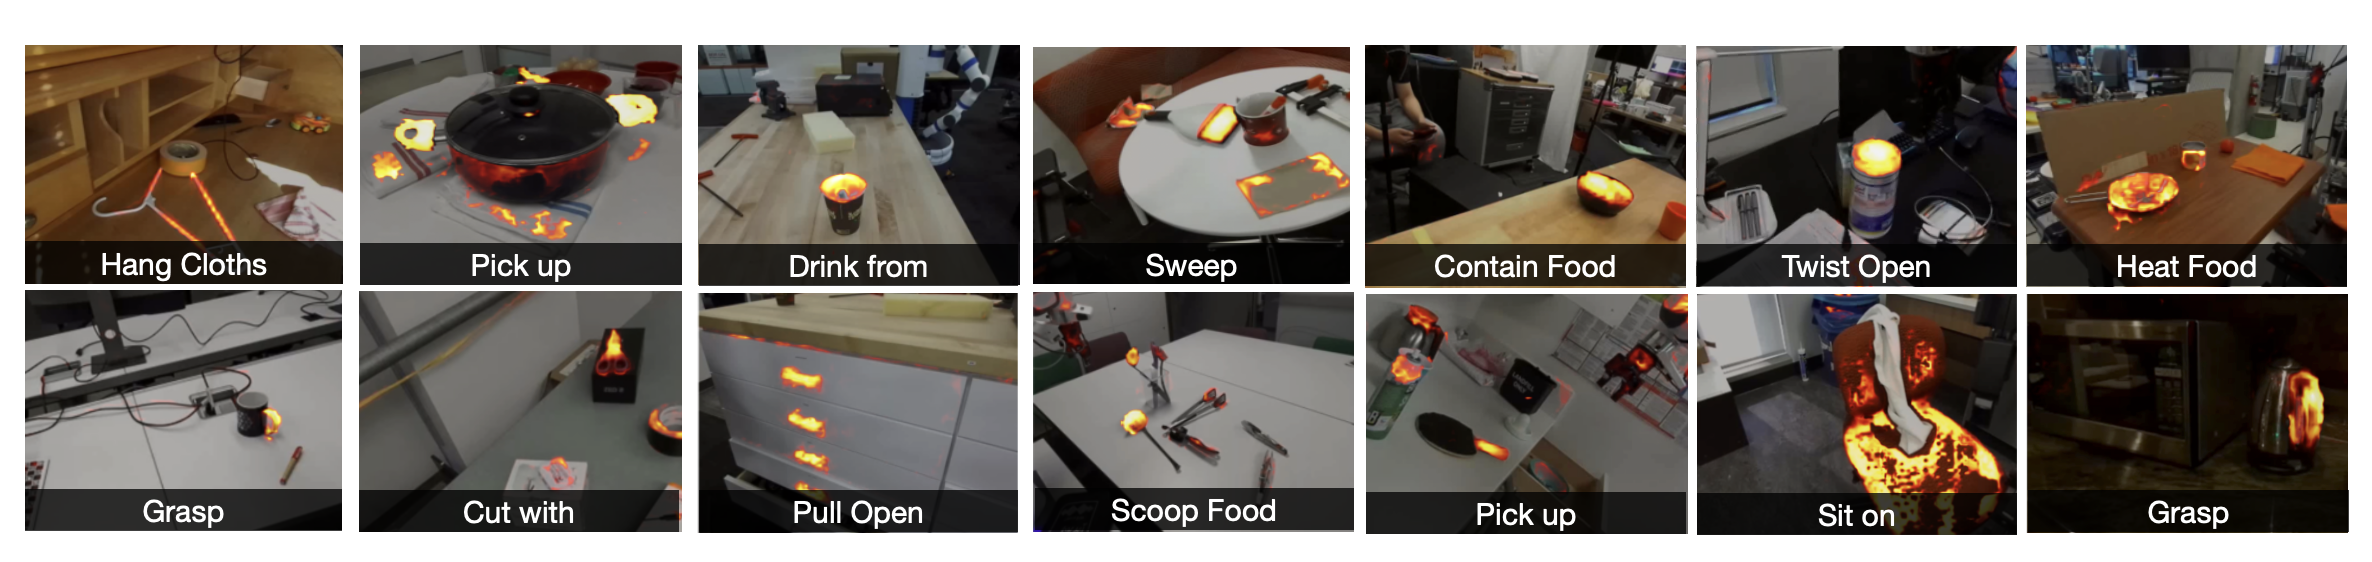 Hang Cloths
Pick up
Drink from
Sweep
Contain Food
Twist Open
Heat Food
Grasp
Cut with
Pull Open
Scoop Food
Pick up
Sit on
Grasp